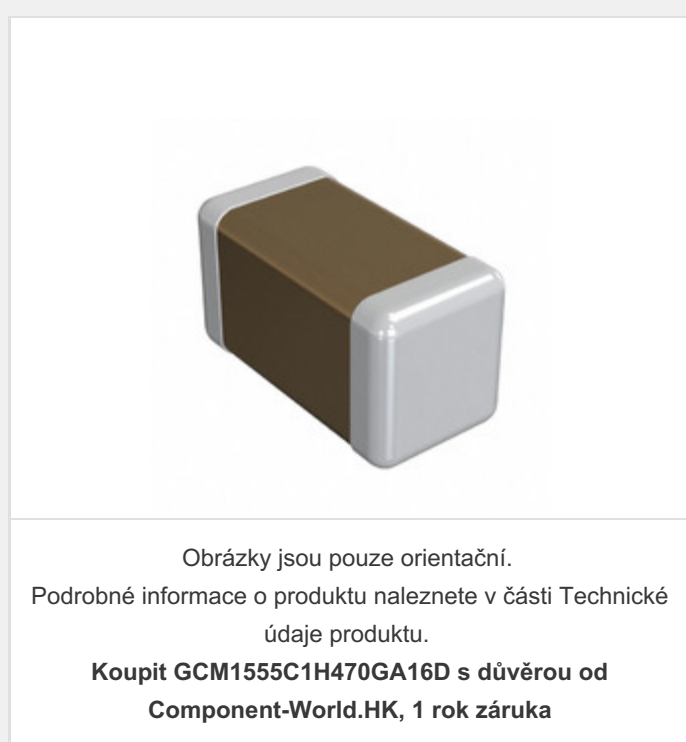 Obrázky jsou pouze orientační.
Podrobné informace o produktu naleznete v části Technické
údaje produktu.
Koupit GCM1555C1H470GA16D s důvěrou od
Component-World.HK, 1 rok záruka